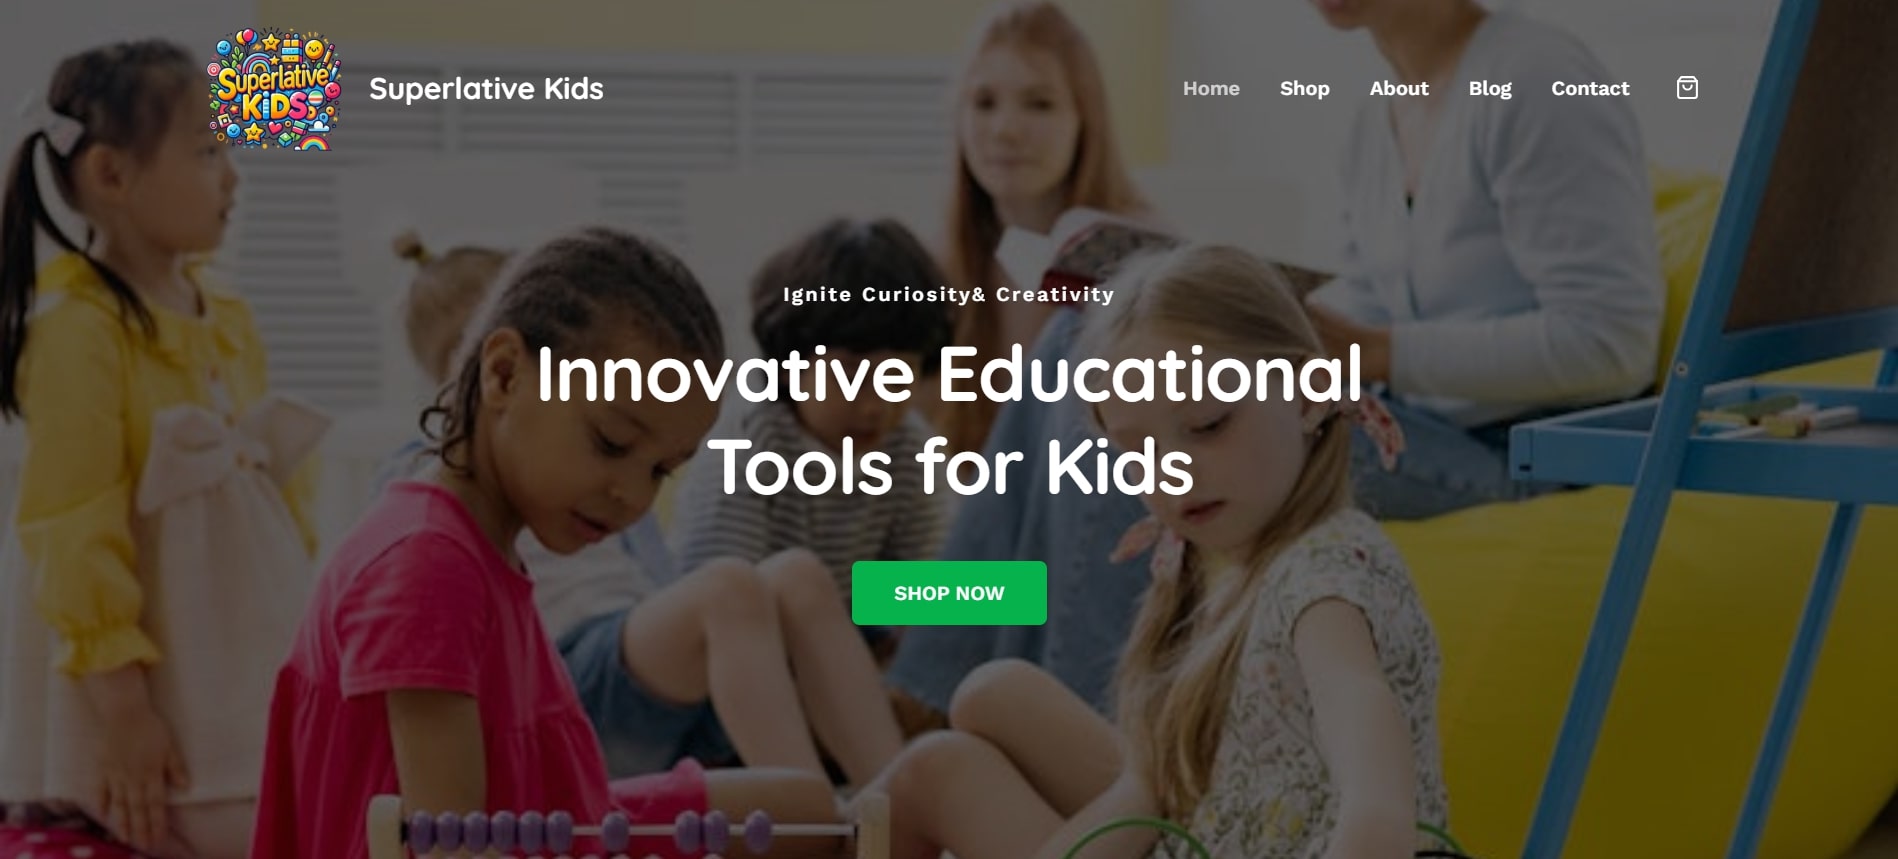 Superlative
KiDS
Superlative Kids
Home Shop About Blog Contact
Ignite Curiosity& Creativity
Innovative Educational
Tools for Kids
SHOP NOW